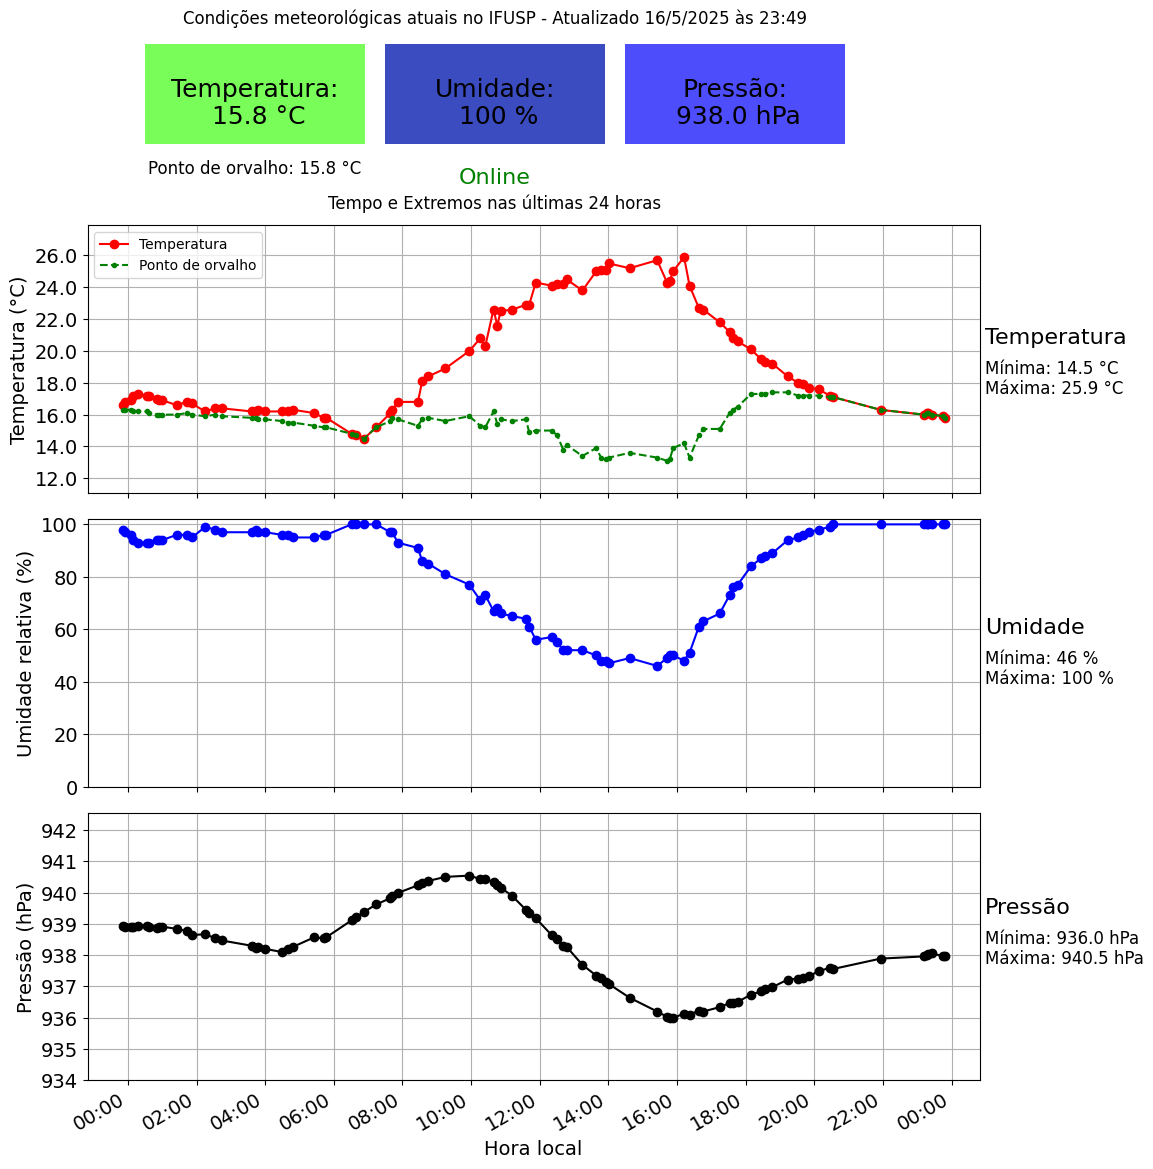 Condições meteorológicas atuais no IFUSP - Atualizado 16/5/2025 às 23:49
Temperatura:
15.8 °C
Umidade:
100 %
Pressão:
938.0 hPa
Ponto de orvalho: 15.8 °C
Online
Tempo e Extremos nas últimas 24 horas
Temperatura
Ponto de orvalho
Temperatura (°C)
26.0
24.0
22.0
20.0
18.0
16.0
14.0
12.0
Temperatura
Mínima: 14.5 °C
Máxima: 25.9 °C
Umidade relativa (%)
100
80
60
40
20
0
Umidade
Mínima: 46 %
Máxima: 100 %
Pressão (hPa)
942
941
940
939
938
937
936
935
934
Pressão
Mínima: 936.0 hPa
Máxima: 940.5 hPa
00:00
02:00
04:00
06:00
08:00
10:00
12:00
14:00
16:00
18:00
20:00
22:00
00:00
Hora local